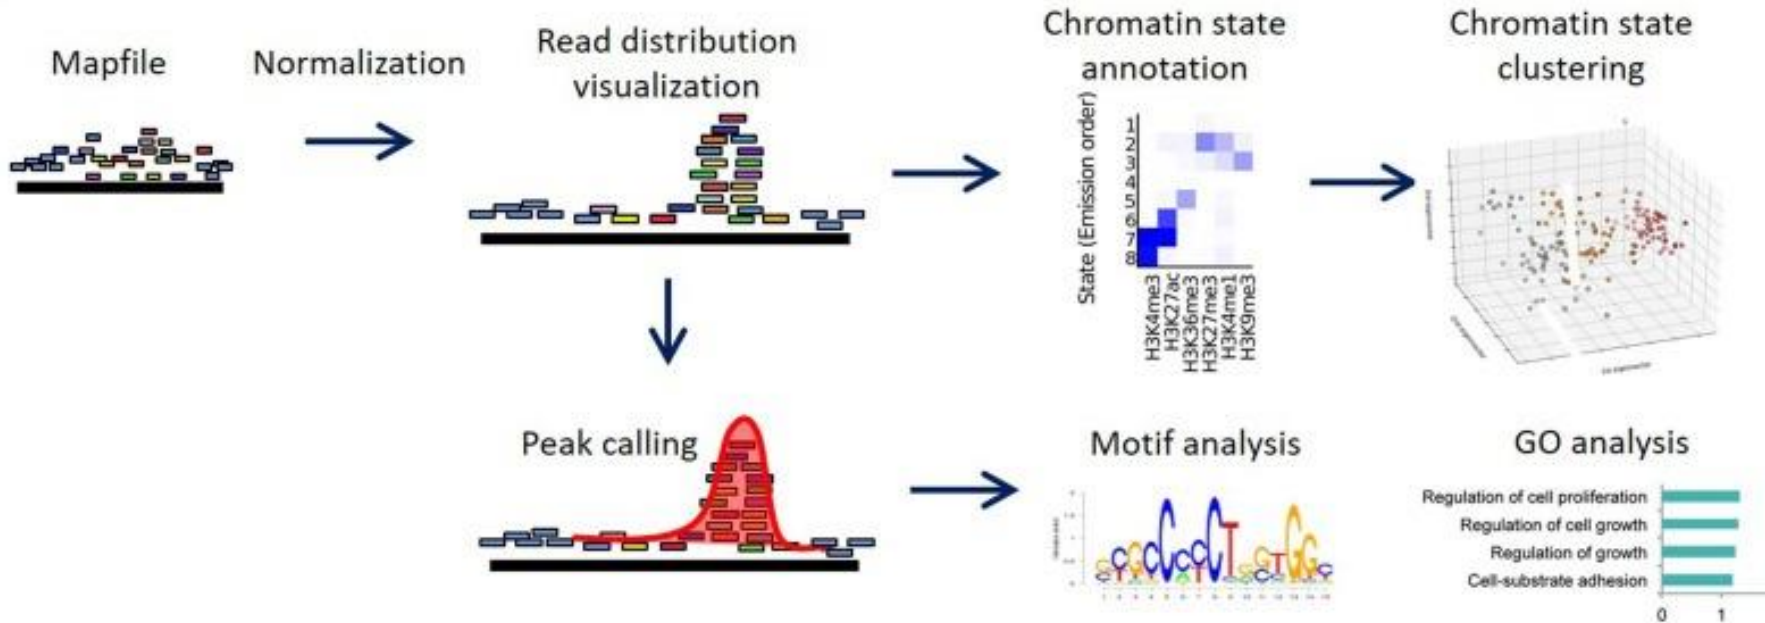 Mapfile
Normalization
Read distribution
visualization
Chromatin state
annotation
Chromatin state
clustering
State (Emission order)
1
2
3
4
5
6
7
8
H3K4me3
H3K27ac
H3K36me3
H3K27me3
H3K4me1
H3K9me3
Peak calling
Motif analysis
GO analysis
Regulation of cell proliferation
Regulation of cell growth
Regulation of growth
Cell-substrate adhesion
0 1